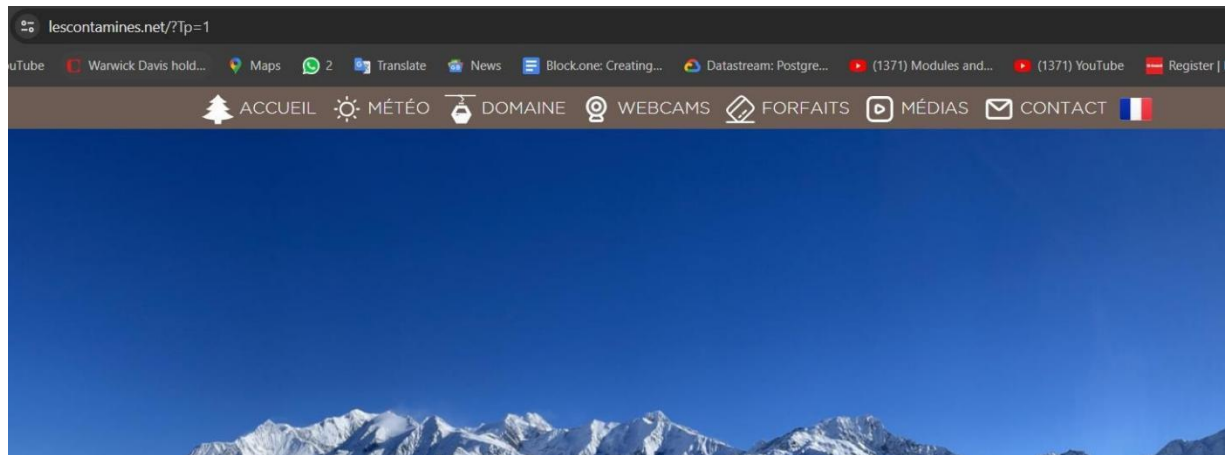 lescontamines.net/?Tp=1
uTube Warwick Davis hold... Maps 2 Translate News Block.one: Creating... Datastream: Postgre... (1371) Modules and... (1371) YouTube Register |
ACCUEIL MÉTÉO DOMAINE WEBCAMS FORFAITS MÉDIAS CONTACT